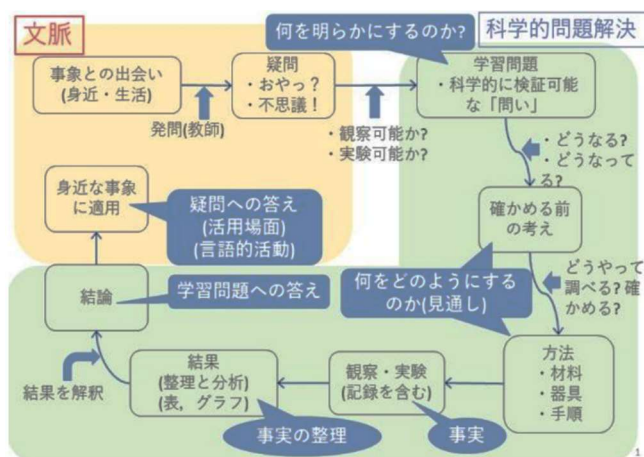 文脈
科学的問題解決
何を明らかにするのか?
事象との出会い
(身近・生活)
疑問
・おやっ?
・不思議!
学習問題
・科学的に検証可能
な「問い」
発問(教師)
・観察可能か?
・実験可能か?
・どうなる?
・どうなって
る?
身近な事象
に適用
疑問への答え
(活用場面)
(言語的活動)
確かめる前
の考え
結論
学習問題への答え
何をどのようにする
のか(見通し)
どうやって
調べる? 確
かめる?
結果を解釈
結果
(整理と分析)
(表,グラフ)
観察・実験
(記録を含む)
方法
・材料
・器具
・手順
事実の整理
事実
1